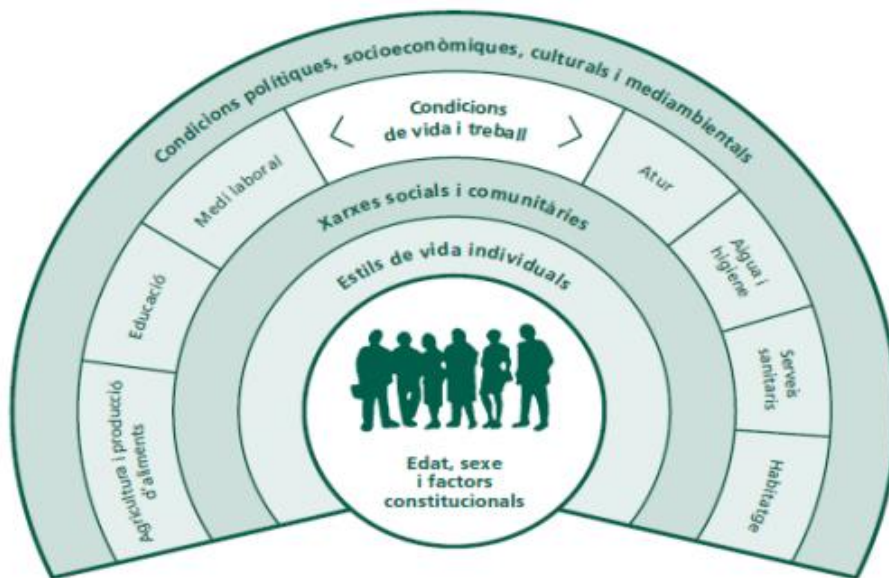 Condicions polítiques, socioeconòmiques, culturals i mediambientals
Condicions
de vida i treball
Agricultura i producció
d'aliments
Educació
Medi laboral
Atur
Aigua i
higiene
Serveis
sanitaris
Habitatge
Xarxes socials i comunitàries
Estils de vida individuals
Edat, sexe
i factors
constitucionals